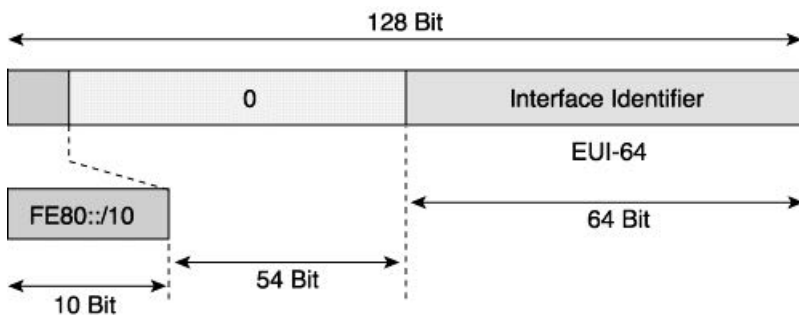 128 Bit
0
Interface Identifier
EUI-64
FE80::/10
64 Bit
54 Bit
10 Bit